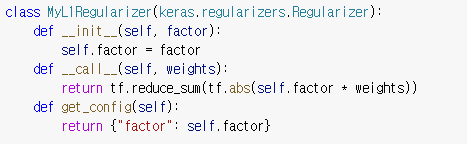 class MyL1Regularizer(keras.regularizers.Regularizer):
    def __init__(self, factor):
        self.factor = factor
    def __call__(self, weights):
        return tf.reduce_sum(tf.abs(self.factor * weights))
    def get_config(self):
        return {"factor": self.factor}